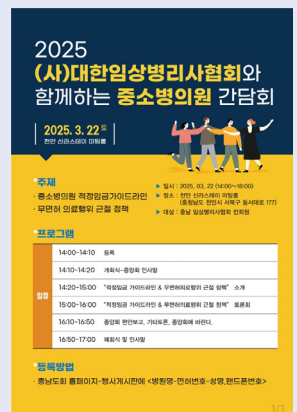 2025
(사)대한임상병리사협회와
함께하는 중소병의원 간담회
2025. 3. 22 토
천안 신라스테이 미팅룸
주제
· 중소병의원 적정임금가이드라인
· 무면허 의료행위 근절 정책
▶ 일시 : 2025. 03. 22 (14:00~18:00)
▶ 장소 : 천안 신라스테이 미팅룸
(충청남도 천안시 서북구 동서대로 177)
▶ 대상 : 충남 임상병리사협회 전회원
프로그램
일정
14:00-14:10 등록
14:10-14:20 개회식-중앙회 인사말
14:20-15:00 "적정임금 가이드라인 & 무면허의료행위 근절 정책" 소개
15:00-16:00 "적정임금 가이드라인 & 무면허의료행위 근절 정책" 토론회
16:10-16:50 중앙회 현안보고, 기타토론, 중앙회에 바란다.
16:50-17:00 폐회식 및 인사말
등록방법
· 충남도회 홈페이지-행사게시판에 <병원명-면허번호-성명,핸드폰번호>
1/1